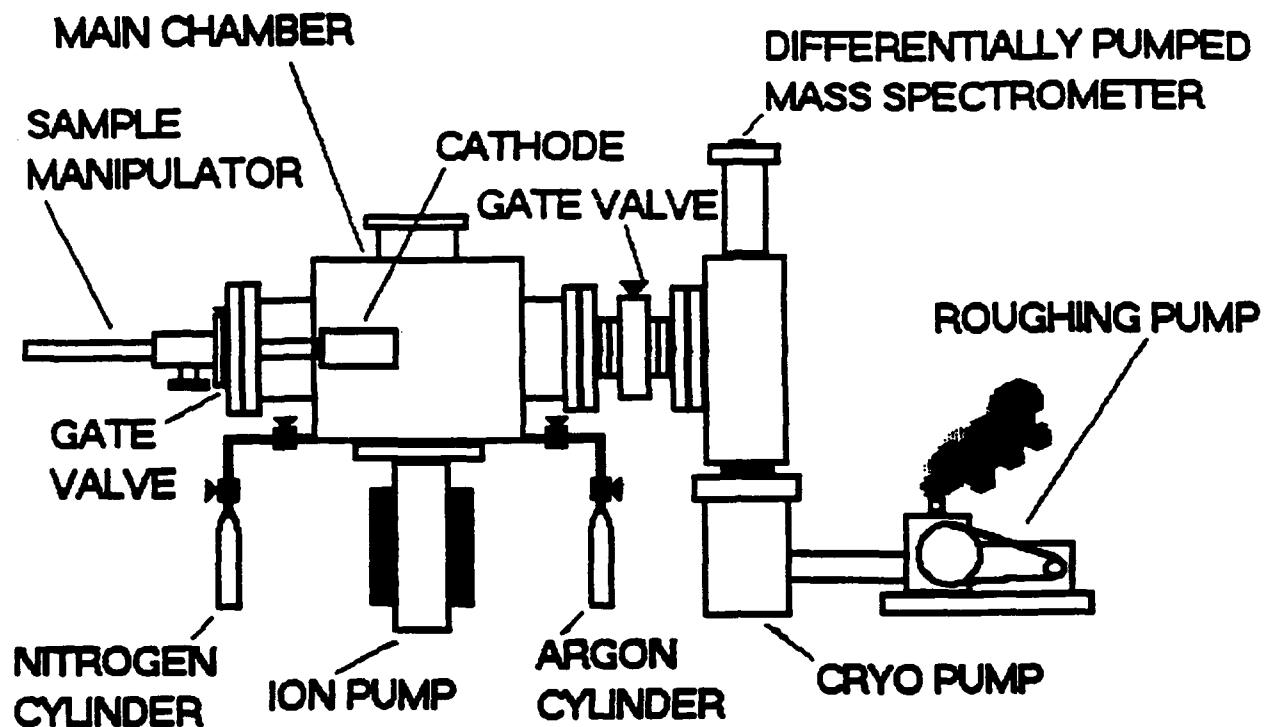 MAIN CHAMBER
DIFFERENTIALLY PUMPED
MASS SPECTROMETER
SAMPLE
MANIPULATOR
CATHODE
GATE VALVE
ROUGHING PUMP
GATE
VALVE
NITROGEN
CYLINDER
ION PUMP
ARGON
CYLINDER
CRYO PUMP